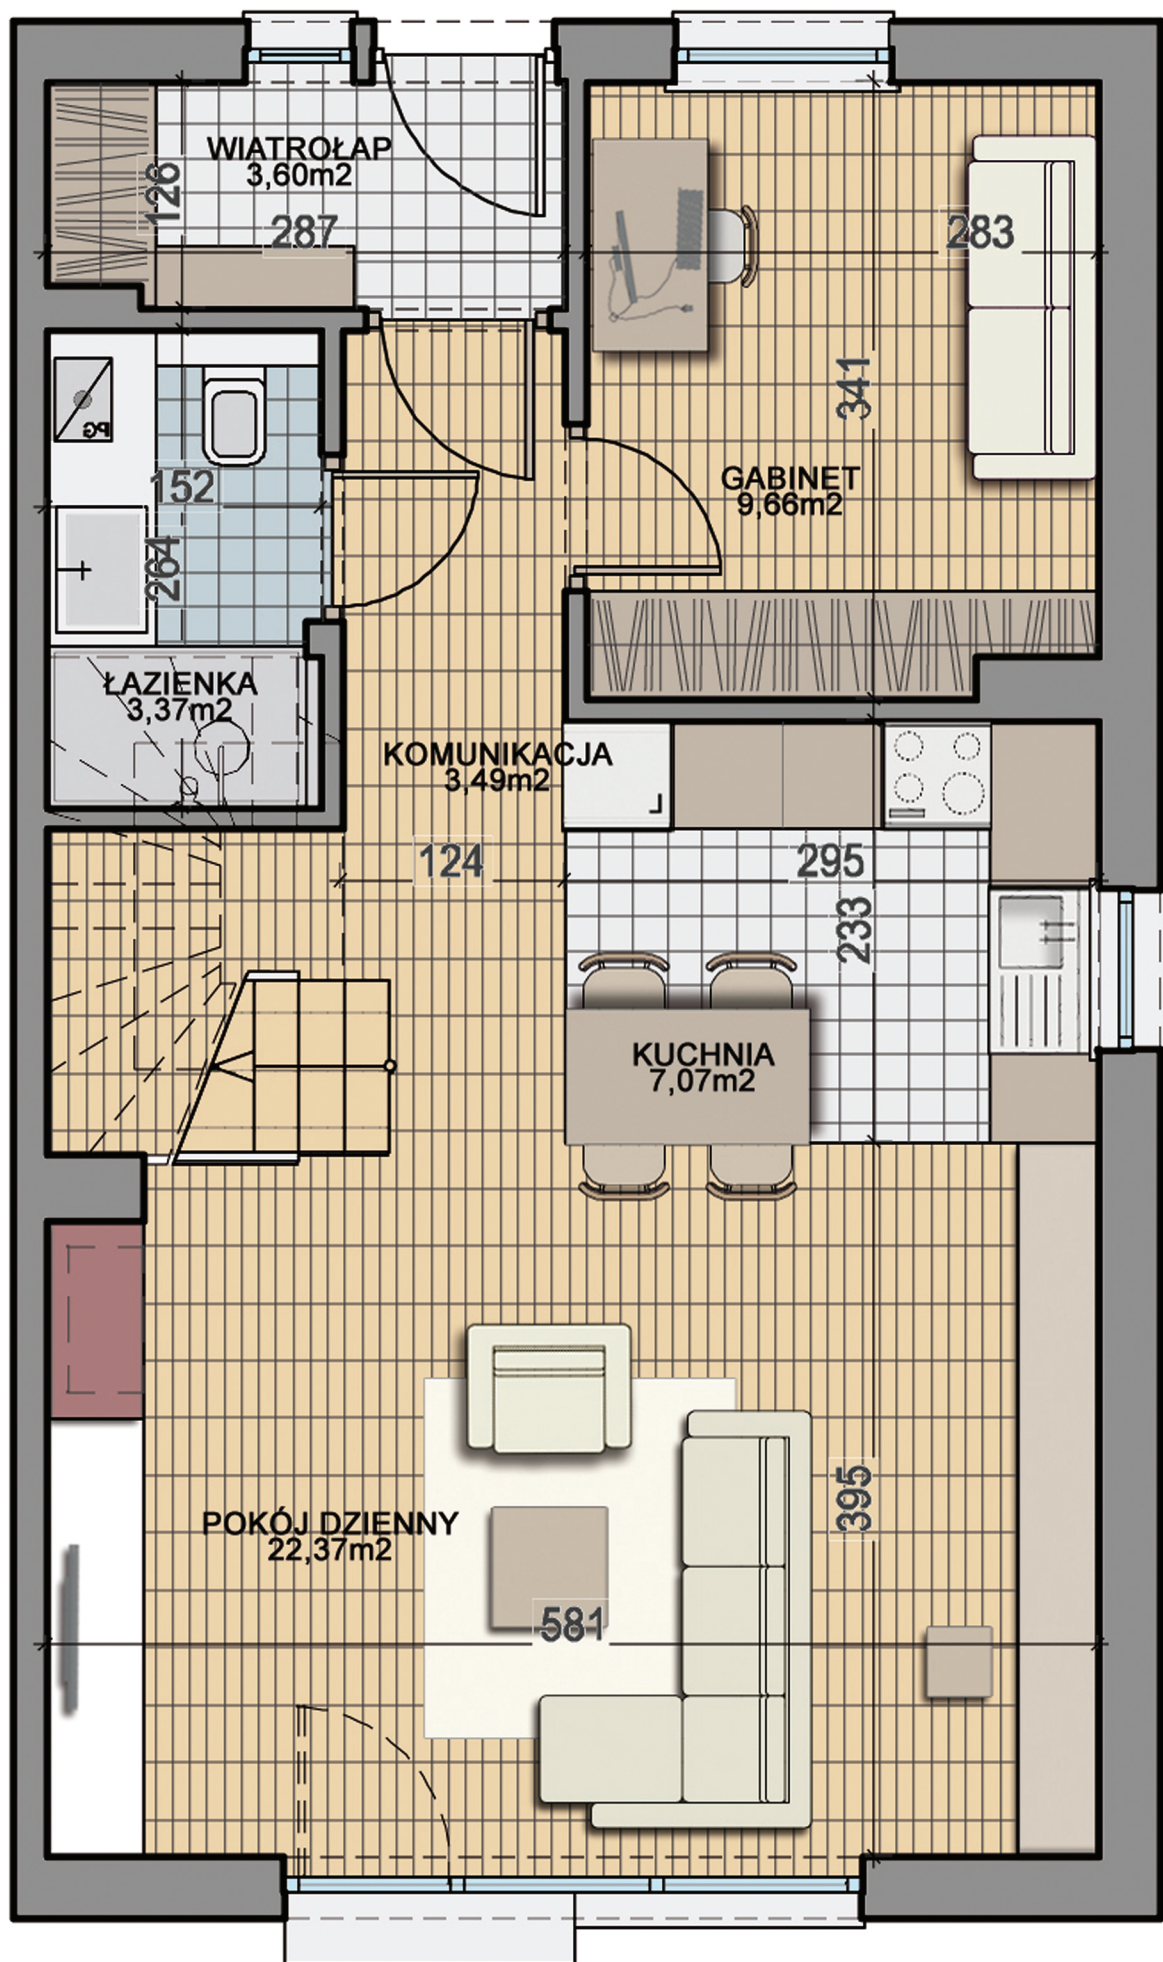 WIATROŁAP
3,60m2
126
287
283
341
PG
GABINET
9,66m2
152
264
ŁAZIENKA
3,37m2
KOMUNIKACJA
3,49m2
124
295
233
KUCHNIA
7,07m2
395
POKÓJ DZIENNY
22,37m2
581